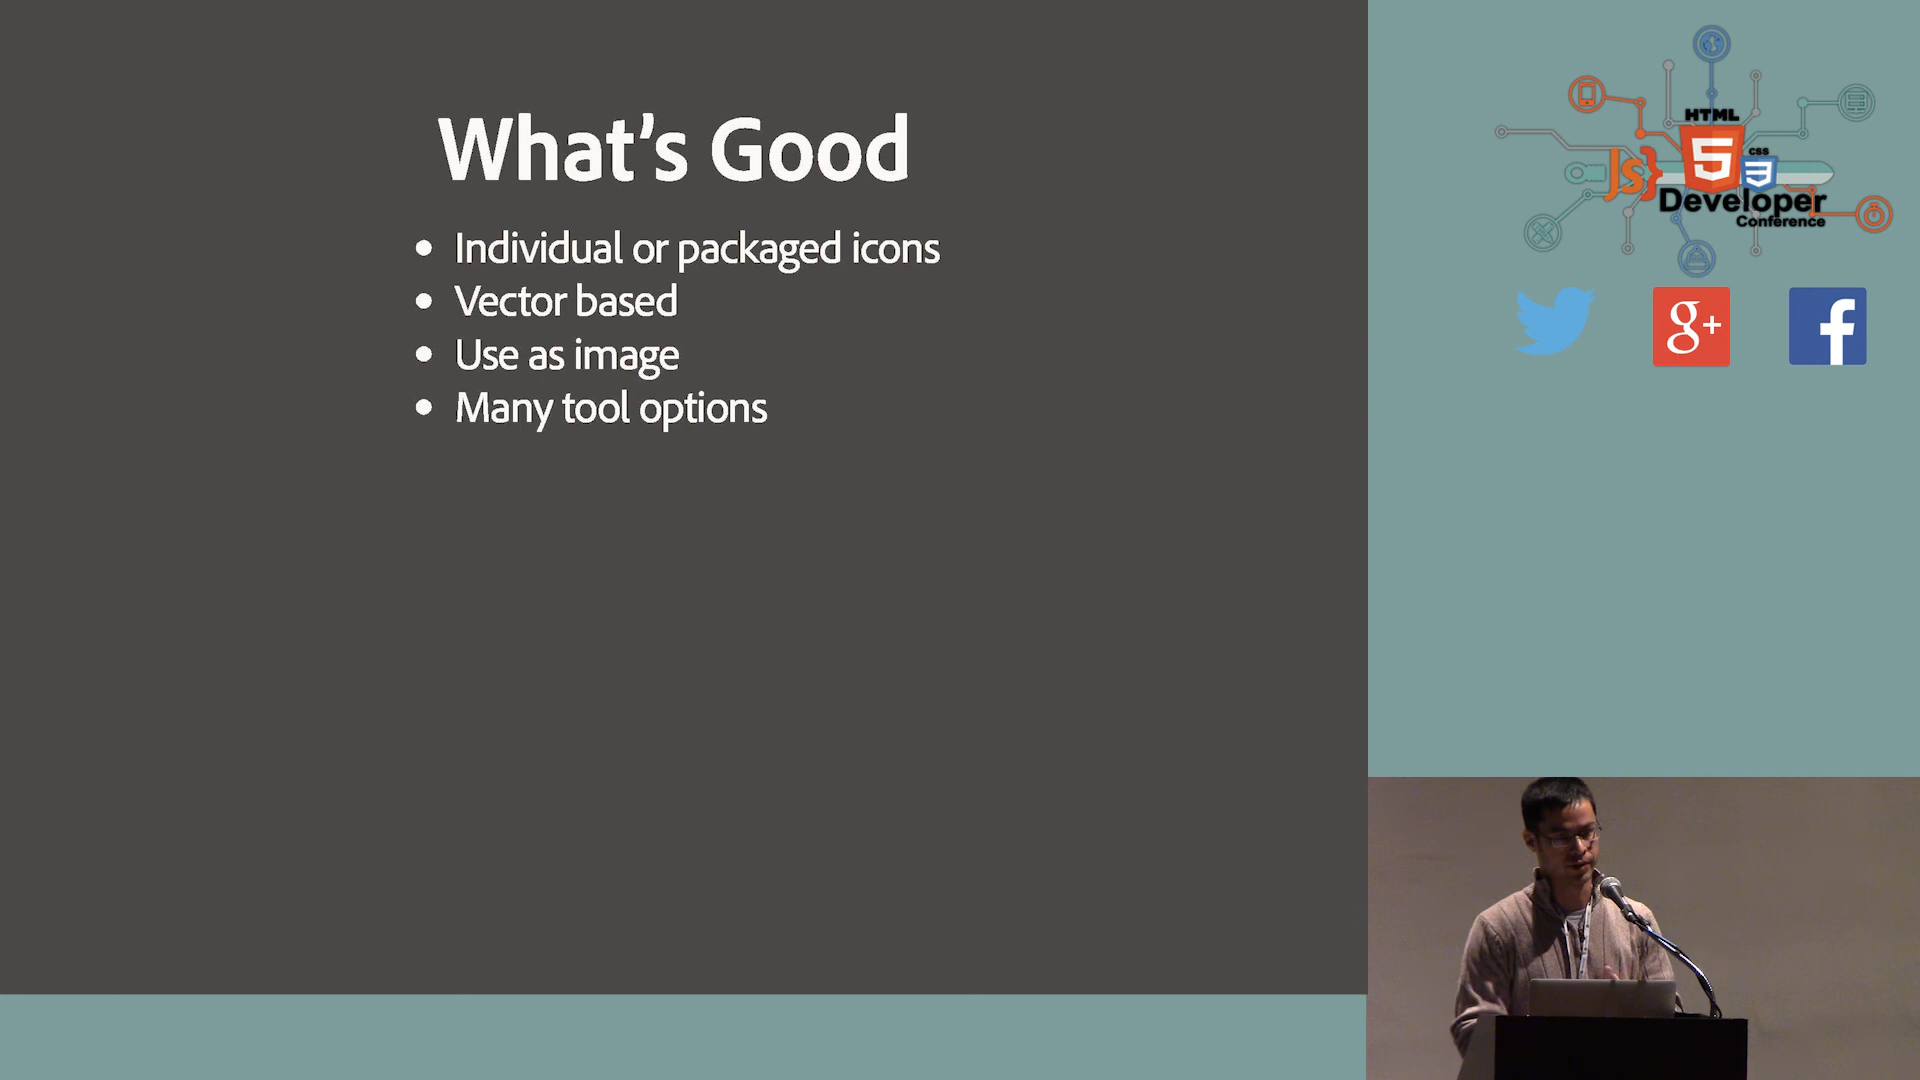 What's Good
• Individual or packaged icons
• Vector based
• Use as image
• Many tool options
HTML
5
CSS
3
JS}
Developer
Conference
g+
f